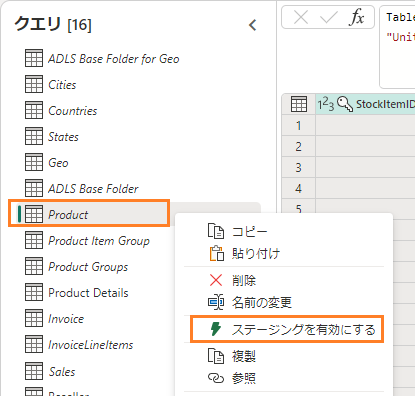 クエリ [16]
ADLS Base Folder for Geo
Cities
Countries
States
Geo
ADLS Base Folder
Product
Product Item Group
Product Groups
Product Details
Invoice
InvoiceLineItems
Sales
コピー
貼り付け
削除
名前の変更
ステージングを有効にする
複製
参照
fx
Table
"Unit
1 2 3
StockItemID
1
2
3
4
5